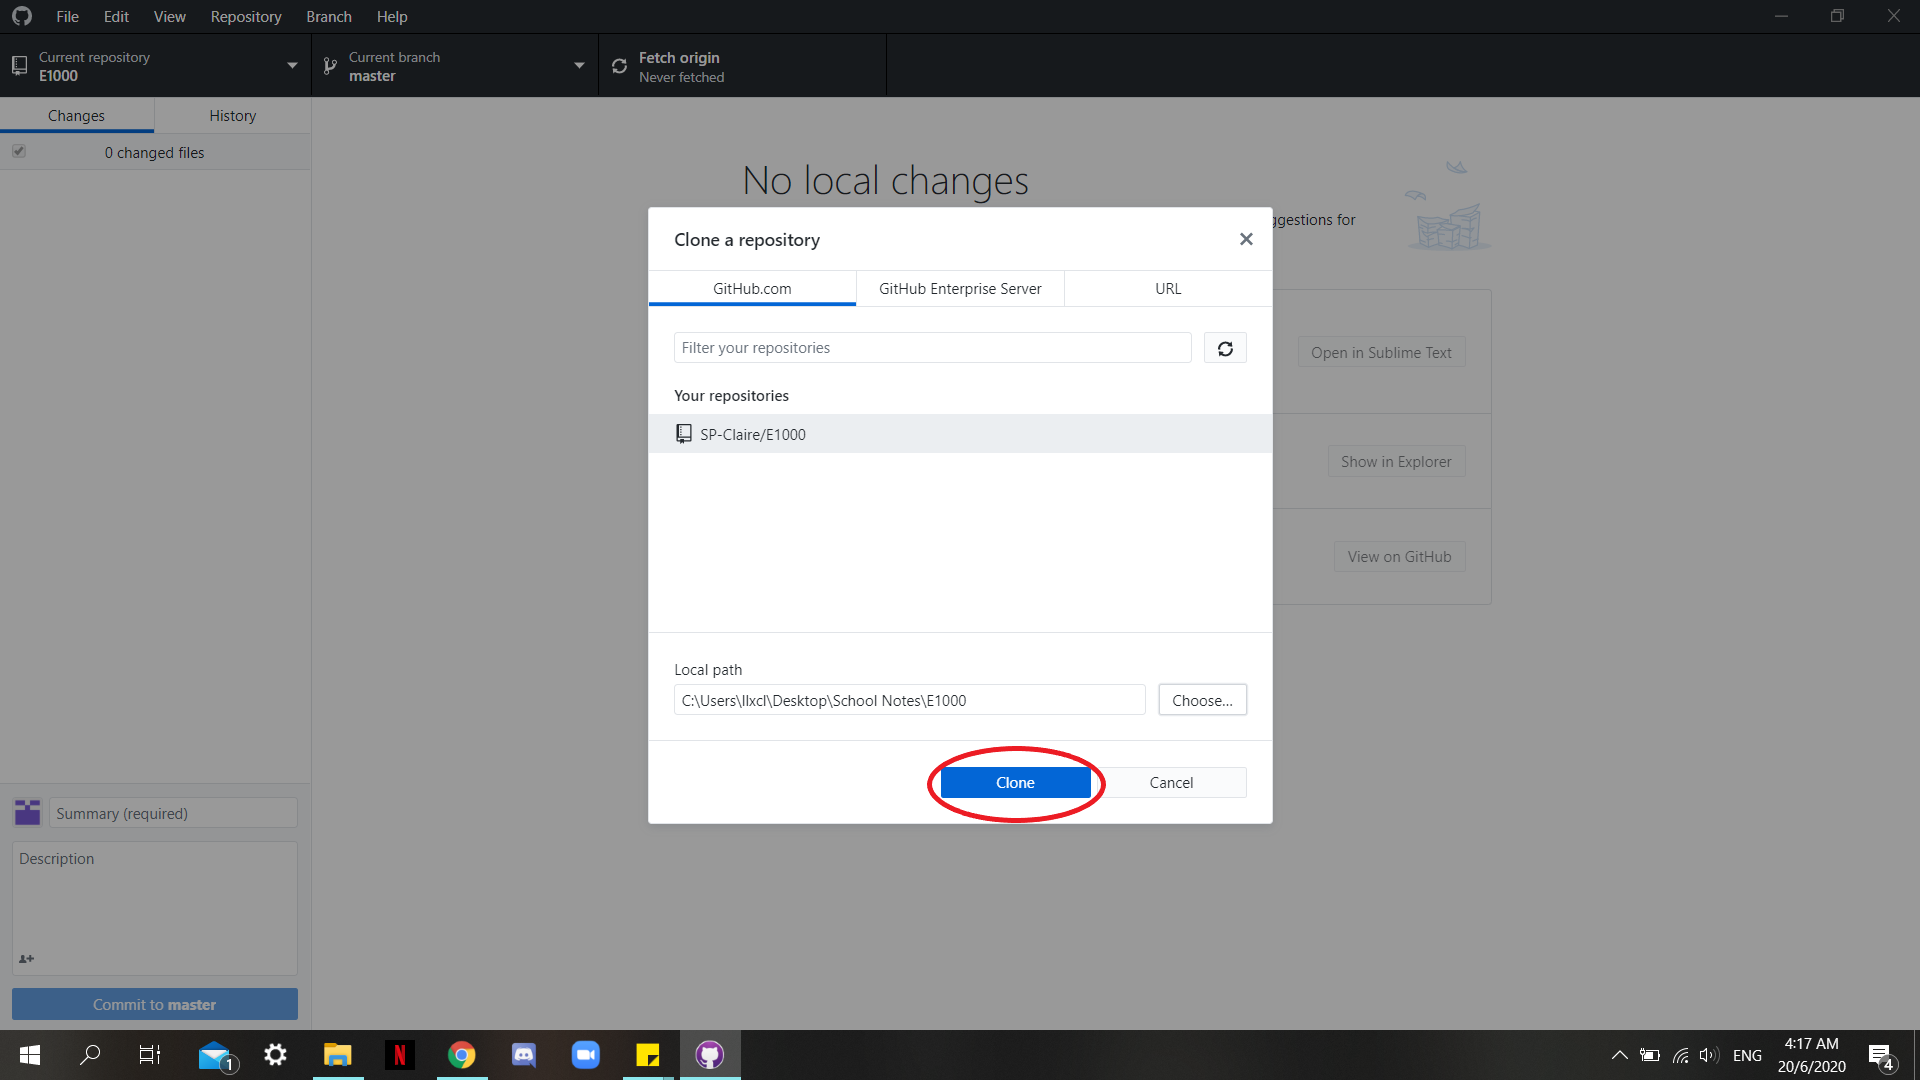 File Edit View Repository Branch Help
Current repository
E1000
Current branch
master
Fetch origin
Never fetched
Changes History
0 changed files
No local changes
ggestions for
Clone a repository
GitHub.com GitHub Enterprise Server URL
Filter your repositories
Your repositories
SP-Claire/E1000
Open in Sublime Text
Show in Explorer
View on GitHub
Local path
C:\Users\llxcl\Desktop\School Notes\E1000 Choose...
Clone Cancel
Summary (required)
Description
Commit to master
1
N
ENG
4:17 AM
20/6/2020
4